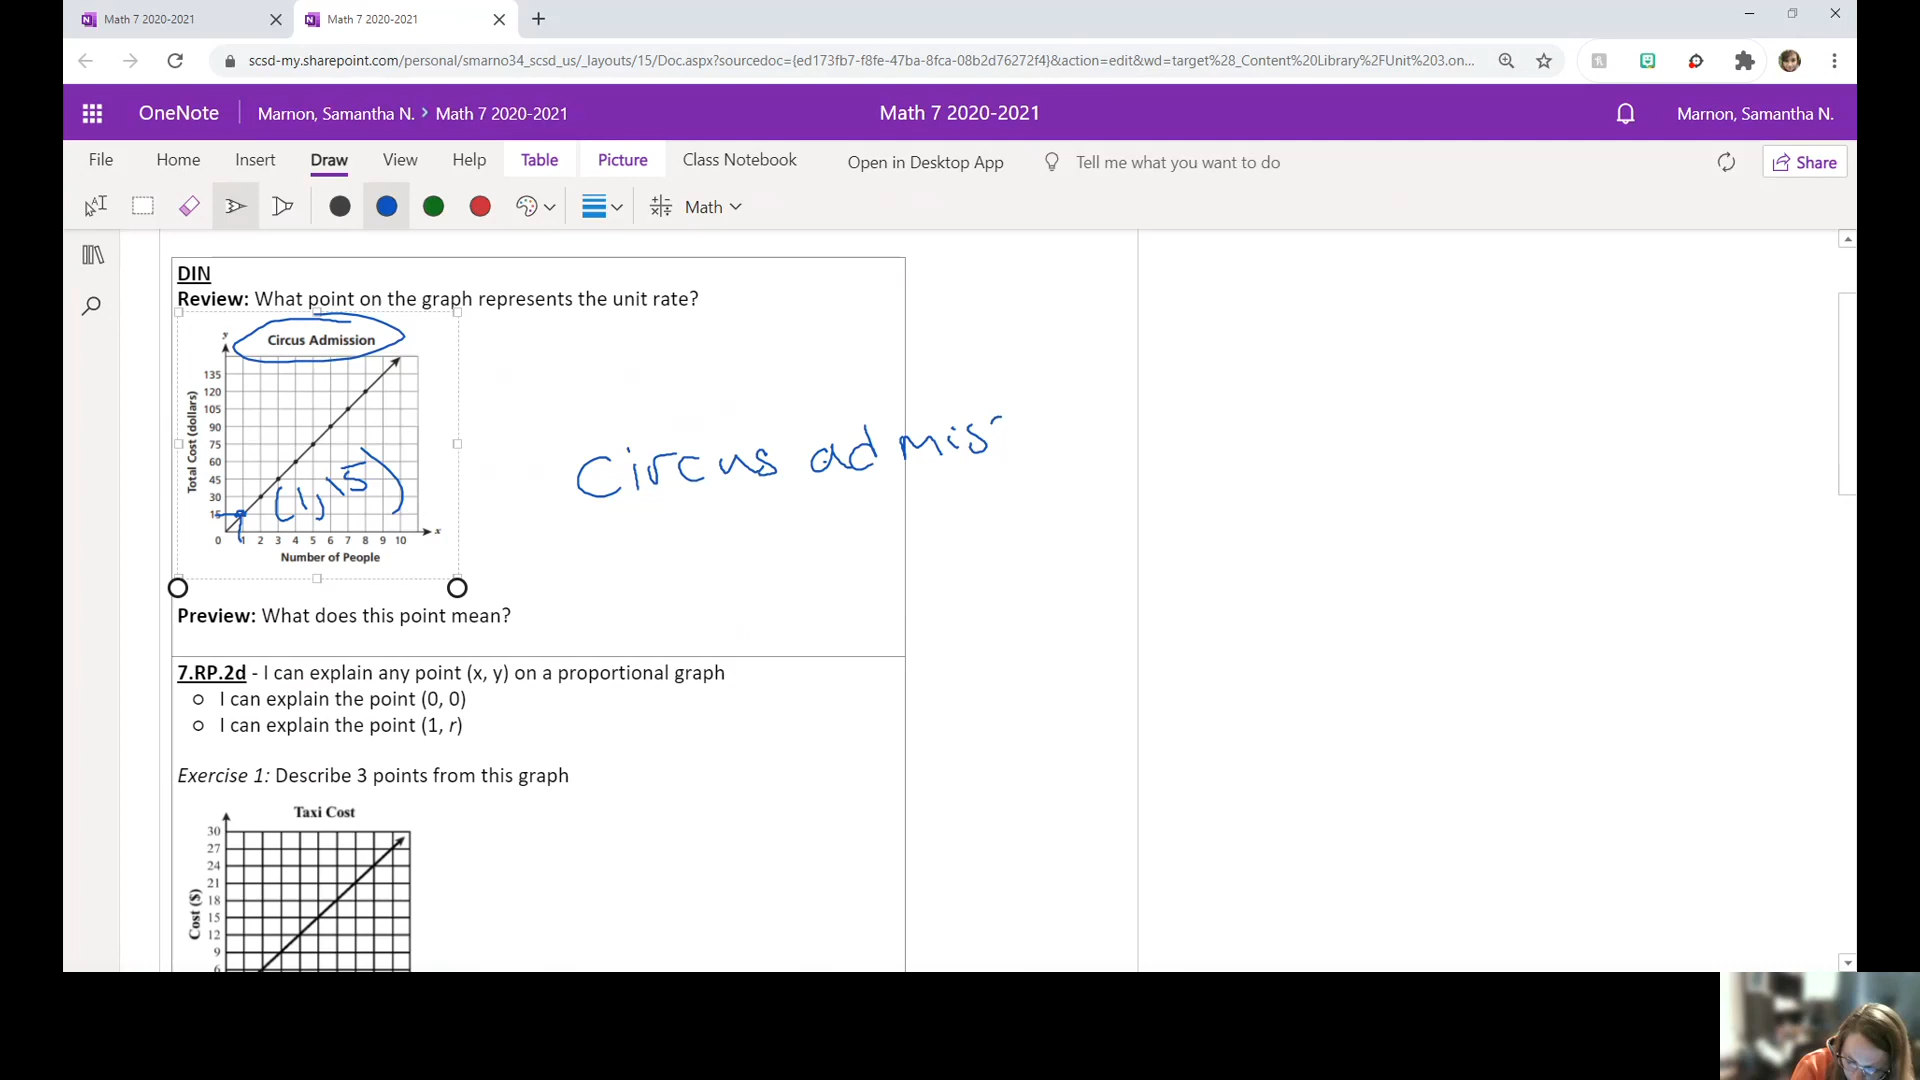 Math 7 2020-2021
Math 7 2020-2021
scsd-my.sharepoint.com/personal/smarno34_scsd_us/_layouts/15/Doc.aspx?sourcedoc={ed173fb7-f8fe-47ba-8fca-08b2d76272f4}&action=edit&wd=target%28_Content%20Library%2FUnit%203.on...
OneNote Marnon, Samantha N. > Math 7 2020-2021 Math 7 2020-2021 Marnon, Samantha N.
File Home Insert Draw View Help Table Picture Class Notebook Open in Desktop App Tell me what you want to do Share
Math
DIN
Review: What point on the graph represents the unit rate?
y
Circus Admission
Total Cost (dollars)
135
120
105
90
75
60
45
30
15
0 1 2 3 4 5 6 7 8 9 10 x
Number of People
(1, 15)
Circus admis
Preview: What does this point mean?
7.RP.2d - I can explain any point (x, y) on a proportional graph
o I can explain the point (0, 0)
o I can explain the point (1, r)
Exercise 1: Describe 3 points from this graph
Taxi Cost
Cost ($)
30
27
24
21
18
15
12
9
6